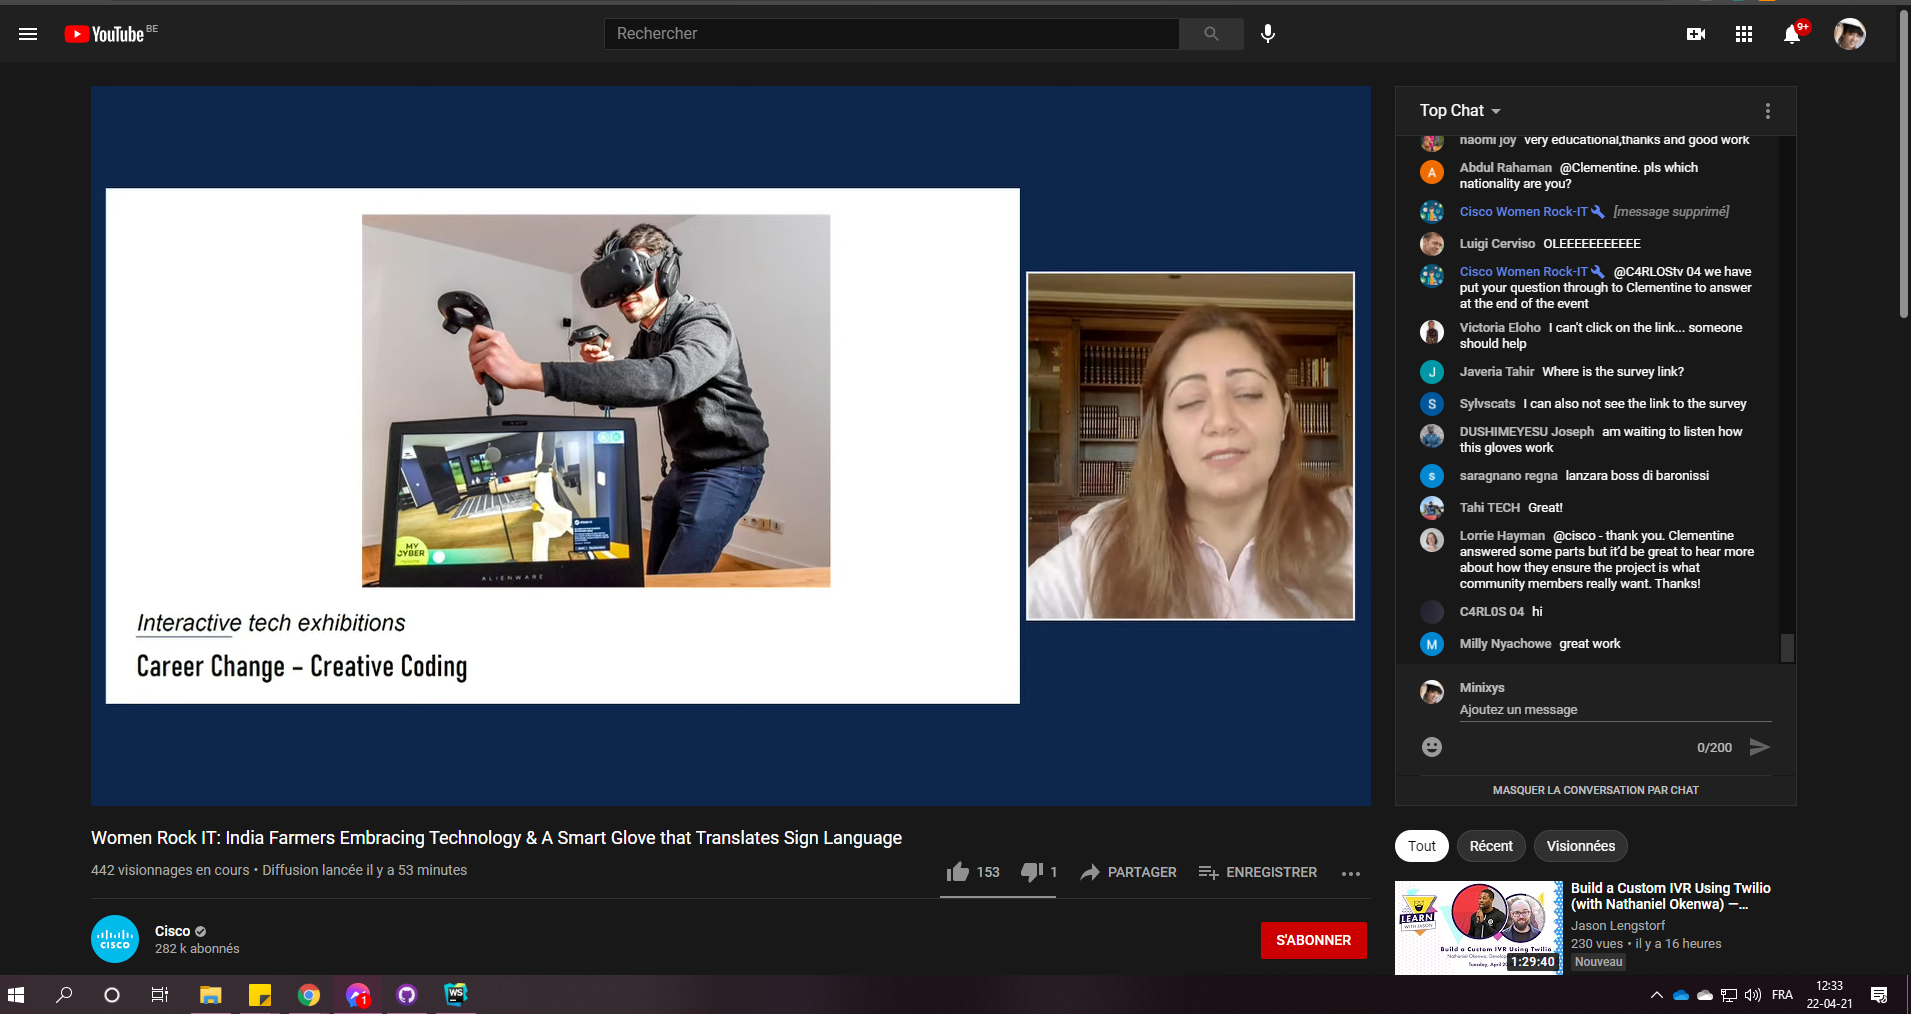 YouTube BE
Rechercher
9+
MY
CYBER
ALIENWARE
Interactive tech exhibitions
Career Change – Creative Coding
Top Chat
naomi joy very educational,thanks and good work
Abdul Rahaman @Clementine. pls which
nationality are you?
Cisco Women Rock-IT [message supprimé]
Luigi Cerviso OLEEEEEEEEEEE
Cisco Women Rock-IT @C4RLOStv 04 we have
put your question through to Clementine to answer
at the end of the event
Victoria Eloho I can't click on the link... someone
should help
Javeria Tahir Where is the survey link?
Sylvscats I can also not see the link to the survey
DUSHIMEYESU Joseph am waiting to listen how
this gloves work
saragnano regna lanzara boss di baronissi
Tahi TECH Great!
Lorrie Hayman @cisco - thank you. Clementine
answered some parts but it'd be great to hear more
about how they ensure the project is what
community members really want. Thanks!
C4RL0S 04 hi
Milly Nyachowe great work
Minixys
Ajoutez un message
0/200
MASQUER LA CONVERSATION PAR CHAT
Women Rock IT: India Farmers Embracing Technology & A Smart Glove that Translates Sign Language
442 visionnages en cours • Diffusion lancée il y a 53 minutes
153
1
PARTAGER
ENREGISTRER
CISCO
Cisco
282 k abonnés
S'ABONNER
Tout
Récent
Visionnées
LEARN
WITH JASON
Build a Custom IVR Using Twilio
1:29:40
Build a Custom IVR Using Twilio
(with Nathaniel Okenwa) —...
Jason Lengstorf
230 vues • il y a 16 heures
Nouveau
1
WS
FRA
12:33
22-04-21